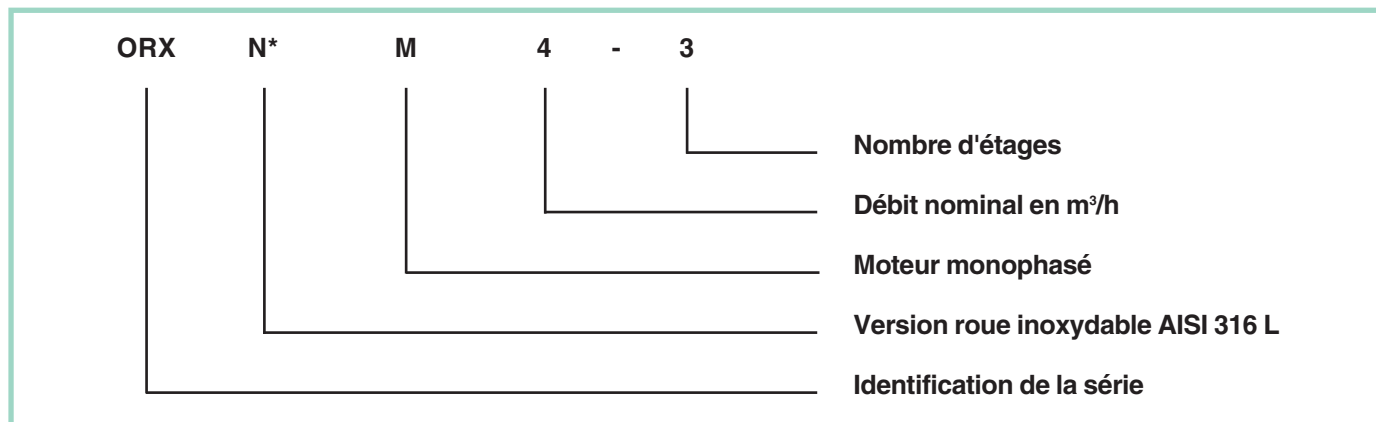 ORX N* M 4 - 3
Nombre d'étages
Débit nominal en m³/h
Moteur monophasé
Version roue inoxydable AISI 316 L
Identification de la série